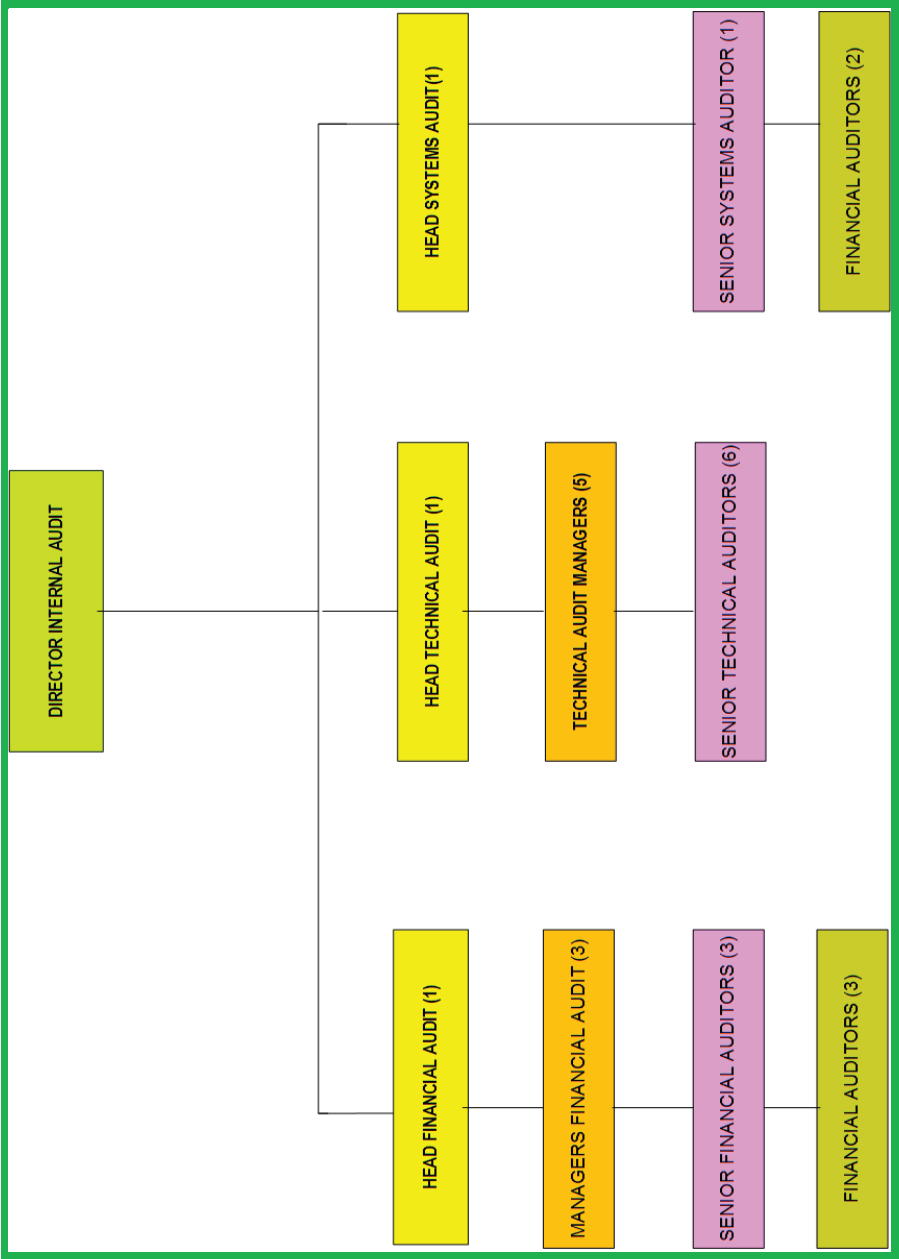 DIRECTOR INTERNAL AUDIT
HEAD FINANCIAL AUDIT (1)
HEAD TECHNICAL AUDIT (1)
HEAD SYSTEMS AUDIT(1)
MANAGERS FINANCIAL AUDIT (3)
TECHNICAL AUDIT MANAGERS (5)
SENIOR FINANCIAL AUDITORS (3)
SENIOR TECHNICAL AUDITORS (6)
SENIOR SYSTEMS AUDITOR (1)
FINANCIAL AUDITORS (3)
FINANCIAL AUDITORS (2)